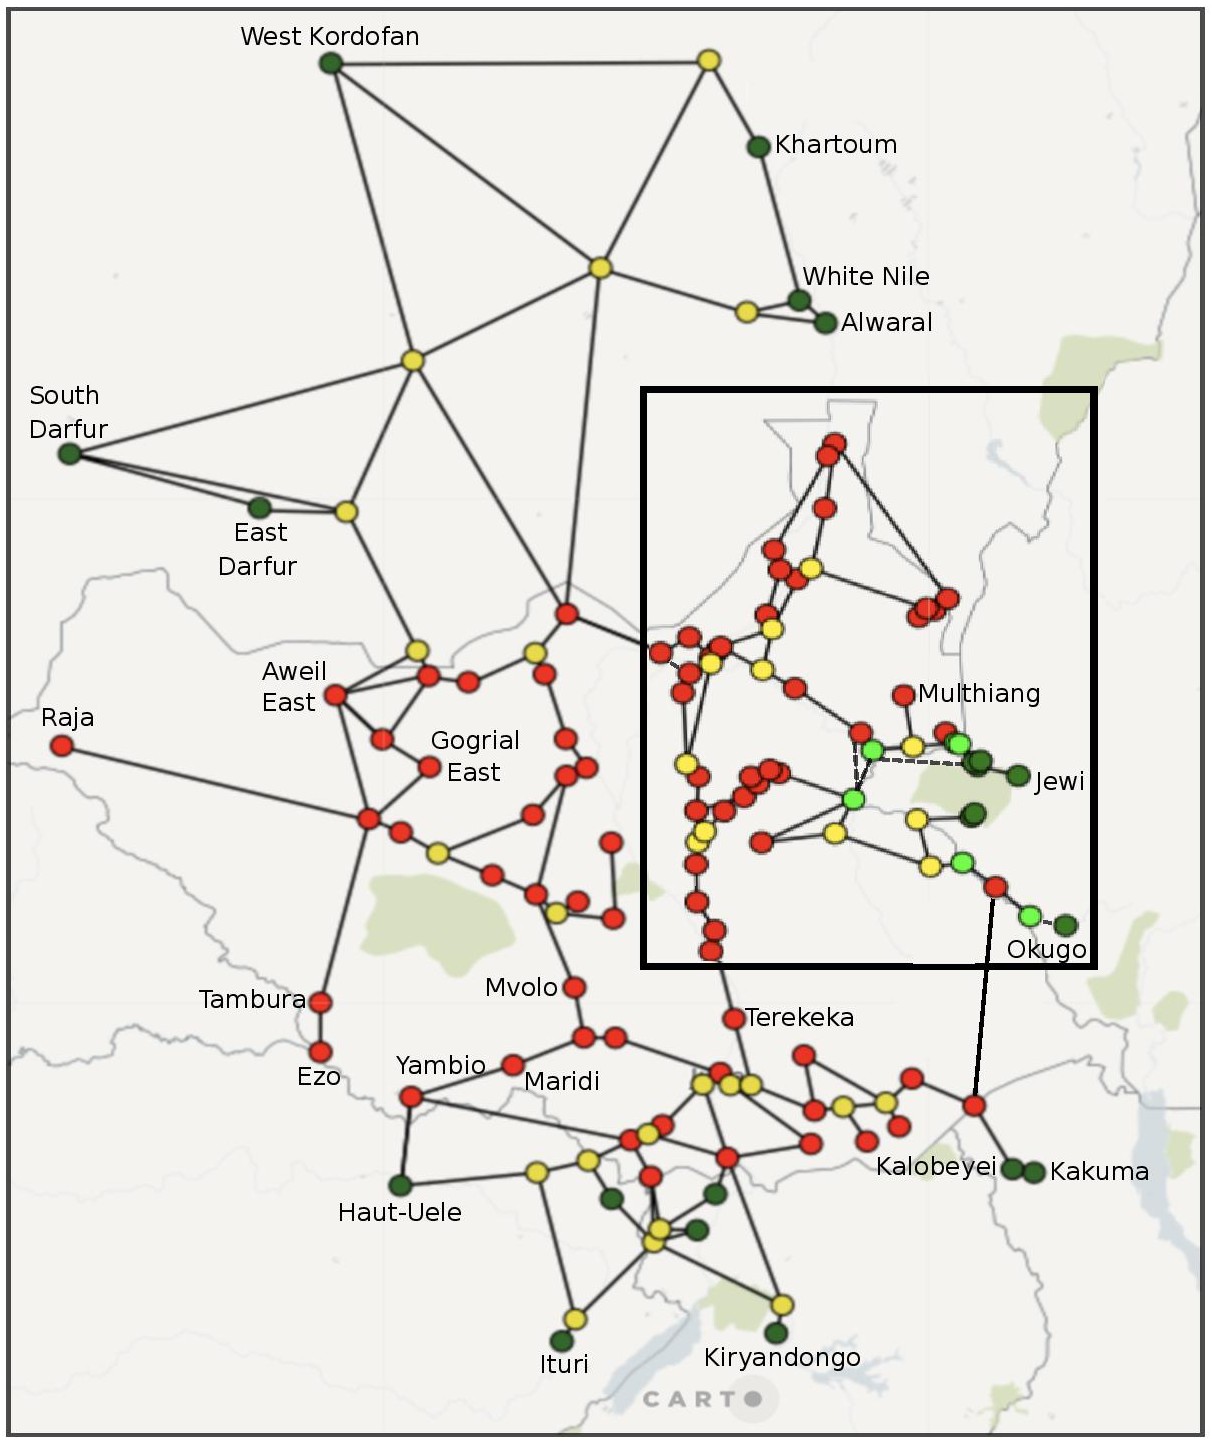 West Kordofan
Khartoum
White Nile
Alwaral
South
Darfur
East
Darfur
Aweil
East
Raja
Gogrial
East
Multhiang
Jewi
Okugo
Mvolo
Tambura
Terekeka
Ezo
Yambio
Maridi
Kalobeyei
Kakuma
Haut-Uele
Ituri
Kiryandongo
CARTO